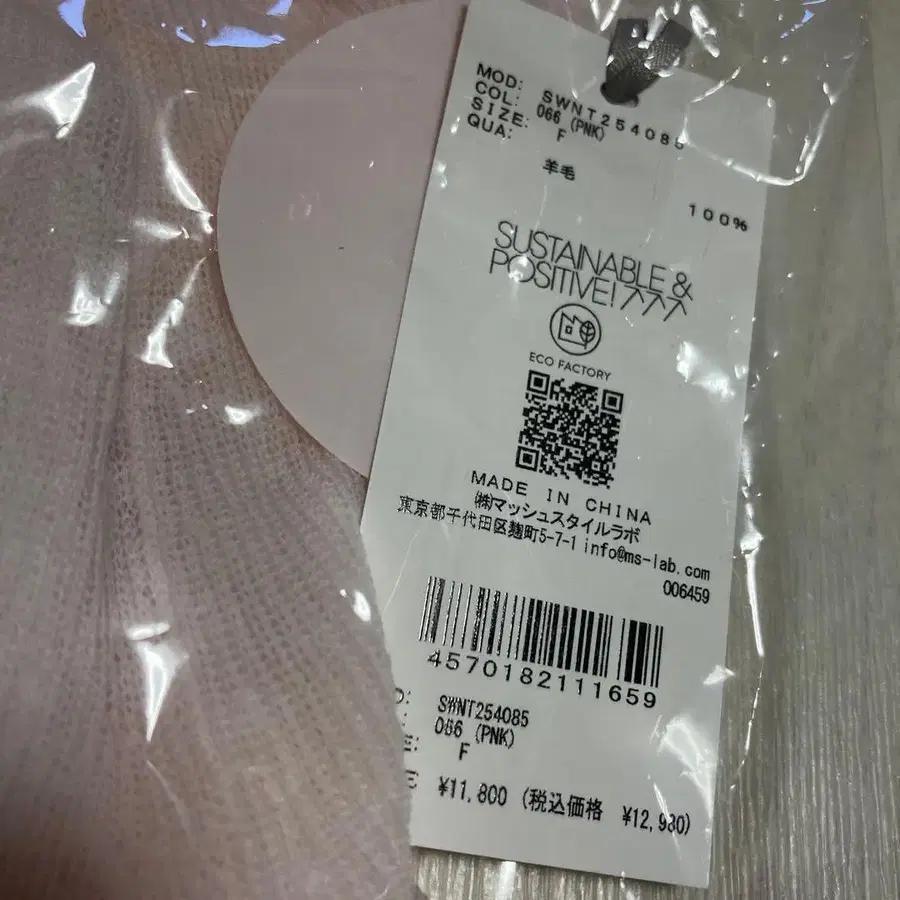 MOD: SWNT254085
COL: 066 (PNK)
SIZE: F
QUA:
羊毛 100%
SUSTAINABLE &
POSITIVE!
ECO FACTORY
MADE IN CHINA
㈱マッシュスタイルラボ
東京都千代田区麹町5-7-1 info@ms-lab.com
006459
4570182111659
SWNT254085
066 (PNK)
F
¥11,800 (税込価格 ¥12,980)